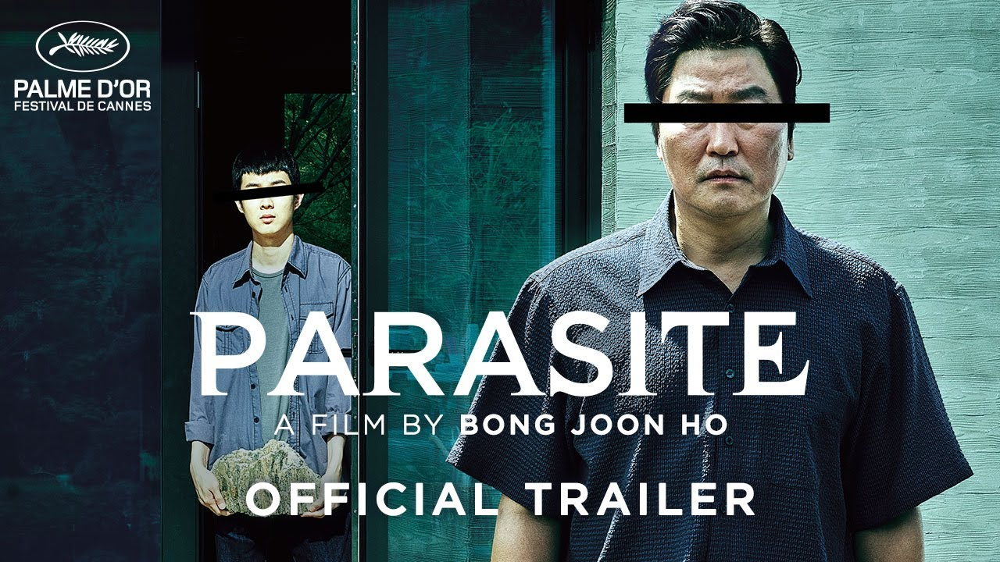 PALME D'OR
FESTIVAL DE CANNES
PARASITE
A FILM BY BONG JOON HO
OFFICIAL TRAILER